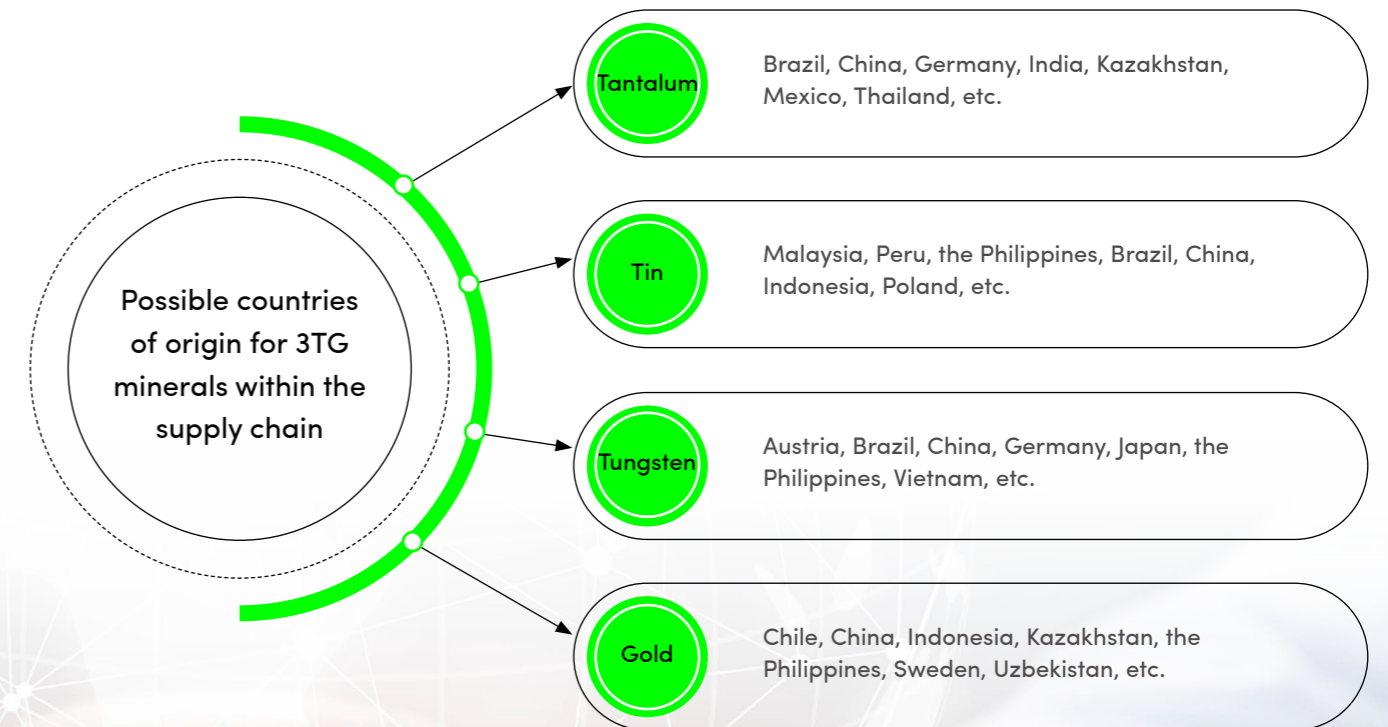 Possible countries
of origin for 3TG
minerals within the
supply chain
Tantalum
Brazil, China, Germany, India, Kazakhstan,
Mexico, Thailand, etc.
Tin
Malaysia, Peru, the Philippines, Brazil, China,
Indonesia, Poland, etc.
Tungsten
Austria, Brazil, China, Germany, Japan, the
Philippines, Vietnam, etc.
Gold
Chile, China, Indonesia, Kazakhstan, the
Philippines, Sweden, Uzbekistan, etc.